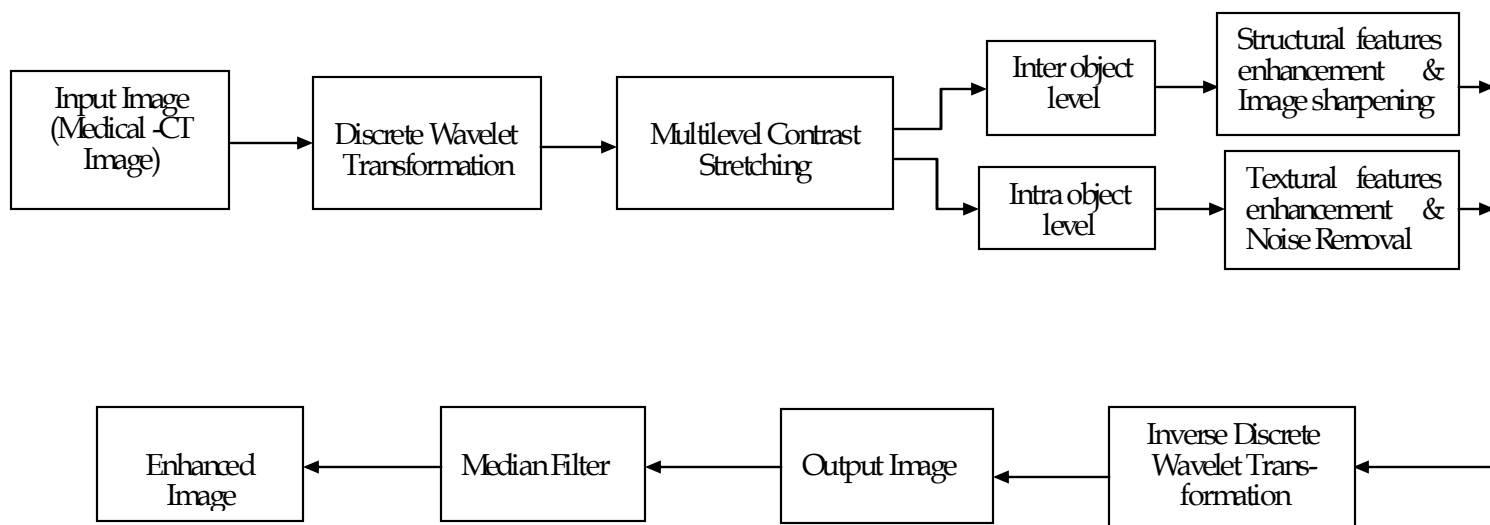 Input Image
(Medical -CT
Image)
Discrete Wavelet
Transformation
Multilevel Contrast
Stretching
Inter object
level
Structural features
enhancement &
Image sharpening
Intra object
level
Textural features
enhancement &
Noise Removal
Inverse Discrete
Wavelet Trans-
formation
Output Image
Median Filter
Enhanced
Image